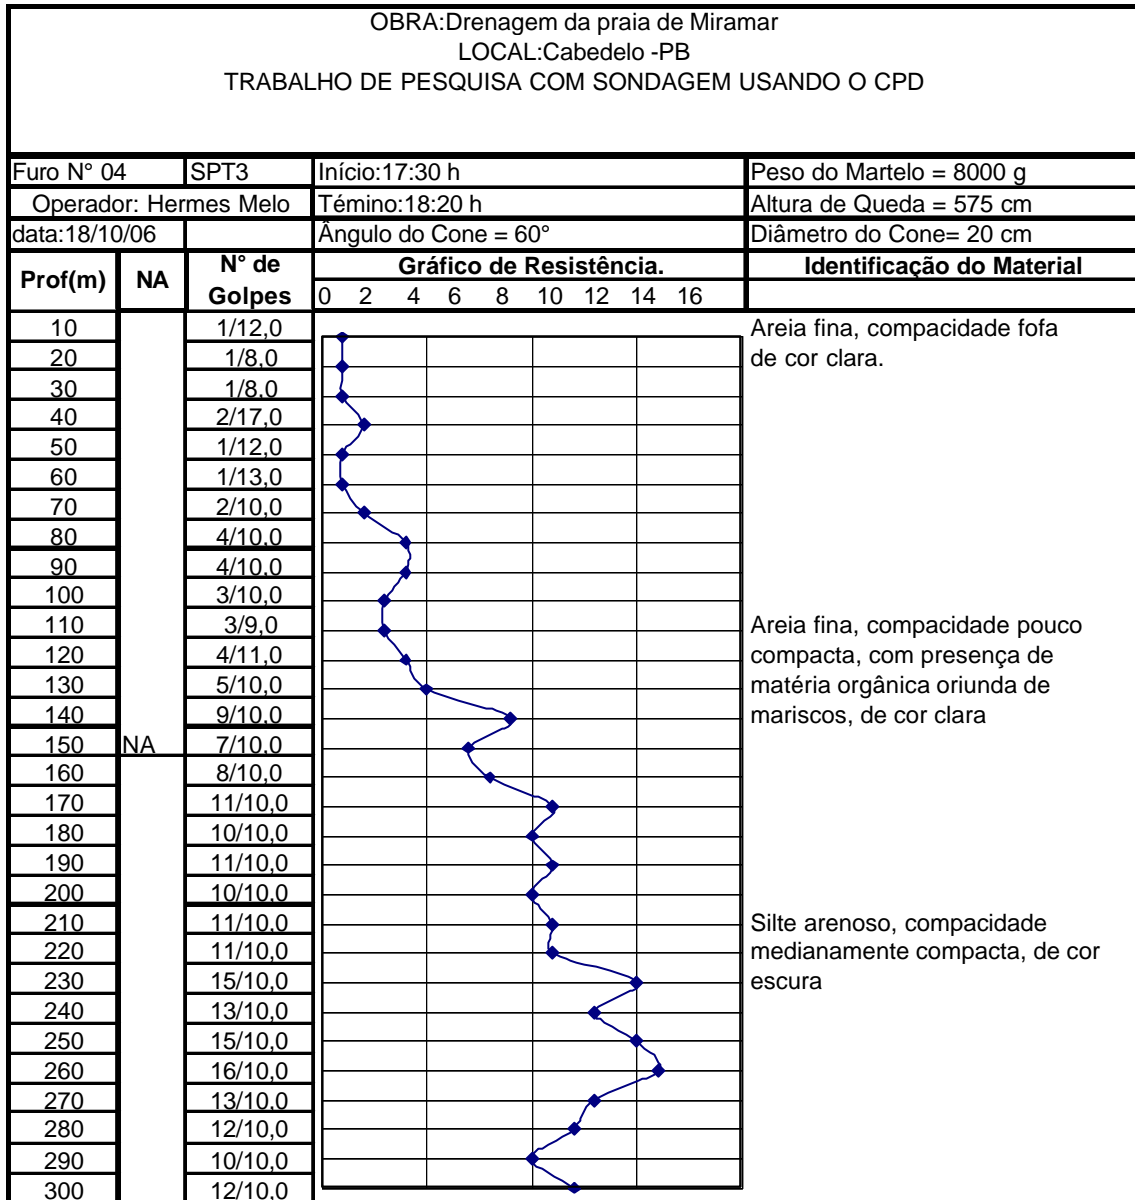 OBRA:Drenagem da praia de Miramar
LOCAL:Cabedelo -PB
TRABALHO DE PESQUISA COM SONDAGEM USANDO O CPD
Furo N° 04 SPT3 Início:17:30 h Peso do Martelo = 8000 g
Operador: Hermes Melo Témino:18:20 h Altura de Queda = 575 cm
data:18/10/06 Ângulo do Cone = 60° Diâmetro do Cone= 20 cm
Prof(m) NA N° de Golpes Gráfico de Resistência. Identificação do Material
0 2 4 6 8 10 12 14 16
10 1/12,0 Areia fina, compacidade fofa
20 1/8,0 de cor clara.
30 1/8,0
40 2/17,0
50 1/12,0
60 1/13,0
70 2/10,0
80 4/10,0
90 4/10,0
100 3/10,0
110 3/9,0 Areia fina, compacidade pouco
120 4/11,0 compacta, com presença de
130 5/10,0 matéria orgânica oriunda de
140 9/10,0 mariscos, de cor clara
150 NA 7/10,0
160 8/10,0
170 11/10,0
180 10/10,0
190 11/10,0
200 10/10,0
210 11/10,0 Silte arenoso, compacidade
220 11/10,0 medianamente compacta, de cor
230 15/10,0 escura
240 13/10,0
250 15/10,0
260 16/10,0
270 13/10,0
280 12/10,0
290 10/10,0
300 12/10,0